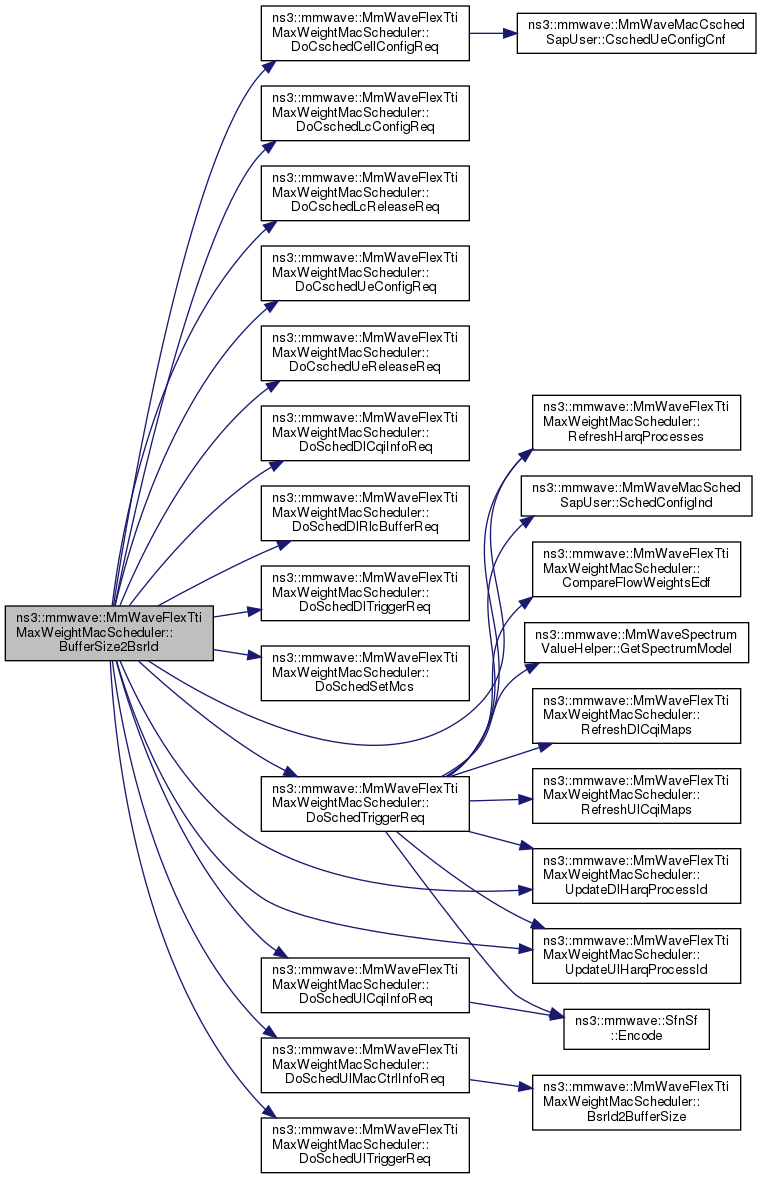 ns3::mmwave::MmWaveFlexTti
MaxWeightMacScheduler::
BufferSize2BsrId
ns3::mmwave::MmWaveFlexTti
MaxWeightMacScheduler::
DoCschedCellConfigReq
ns3::mmwave::MmWaveMacCsched
SapUser::CschedUeConfigCnf
ns3::mmwave::MmWaveFlexTti
MaxWeightMacScheduler::
DoCschedLcConfigReq
ns3::mmwave::MmWaveFlexTti
MaxWeightMacScheduler::
DoCschedLcReleaseReq
ns3::mmwave::MmWaveFlexTti
MaxWeightMacScheduler::
DoCschedUeConfigReq
ns3::mmwave::MmWaveFlexTti
MaxWeightMacScheduler::
DoCschedUeReleaseReq
ns3::mmwave::MmWaveFlexTti
MaxWeightMacScheduler::
DoSchedDlCqiInfoReq
ns3::mmwave::MmWaveFlexTti
MaxWeightMacScheduler::
DoSchedDlRlcBufferReq
ns3::mmwave::MmWaveFlexTti
MaxWeightMacScheduler::
DoSchedDlTriggerReq
ns3::mmwave::MmWaveFlexTti
MaxWeightMacScheduler::
DoSchedSetMcs
ns3::mmwave::MmWaveFlexTti
MaxWeightMacScheduler::
DoSchedTriggerReq
ns3::mmwave::MmWaveFlexTti
MaxWeightMacScheduler::
DoSchedUlCqiInfoReq
ns3::mmwave::MmWaveFlexTti
MaxWeightMacScheduler::
DoSchedUlMacCtrlInfoReq
ns3::mmwave::MmWaveFlexTti
MaxWeightMacScheduler::
DoSchedUlTriggerReq
ns3::mmwave::MmWaveFlexTti
MaxWeightMacScheduler::
RefreshHarqProcesses
ns3::mmwave::MmWaveMacSched
SapUser::SchedConfigInd
ns3::mmwave::MmWaveFlexTti
MaxWeightMacScheduler::
CompareFlowWeightsEdf
ns3::mmwave::MmWaveSpectrum
ValueHelper::GetSpectrumModel
ns3::mmwave::MmWaveFlexTti
MaxWeightMacScheduler::
RefreshDlCqiMaps
ns3::mmwave::MmWaveFlexTti
MaxWeightMacScheduler::
RefreshUlCqiMaps
ns3::mmwave::MmWaveFlexTti
MaxWeightMacScheduler::
UpdateDlHarqProcessId
ns3::mmwave::MmWaveFlexTti
MaxWeightMacScheduler::
UpdateUlHarqProcessId
ns3::mmwave::SfnSf
::Encode
ns3::mmwave::MmWaveFlexTti
MaxWeightMacScheduler::
BsrId2BufferSize